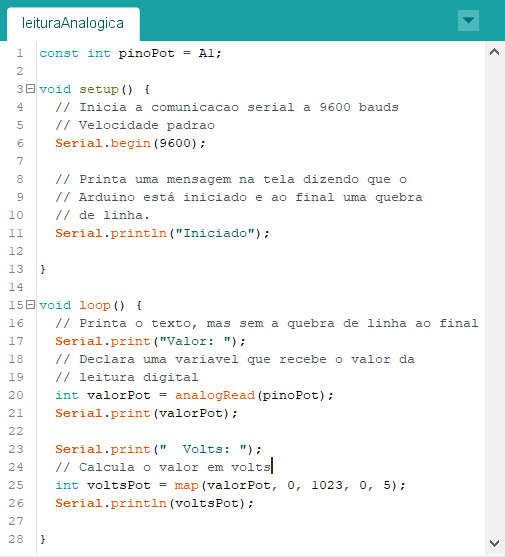 leituraAnalogica
1 const int pinoPot = A1;
2
3 void setup() {
4   // Inicia a comunicacao serial a 9600 bauds
5   // Velocidade padrao
6   Serial.begin(9600);
7
8   // Printa uma mensagem na tela dizendo que o
9   // Arduino está iniciado e ao final uma quebra
10   // de linha.
11   Serial.println("Iniciado");
12
13 }
14
15 void loop() {
16   // Printa o texto, mas sem a quebra de linha ao final
17   Serial.print("Valor: ");
18   // Declara uma variavel que recebe o valor da
19   // leitura digital
20   int valorPot = analogRead(pinoPot);
21   Serial.print(valorPot);
22
23   Serial.print("  Volts: ");
24   // Calcula o valor em volts
25   int voltsPot = map(valorPot, 0, 1023, 0, 5);
26   Serial.println(voltsPot);
27
28 }